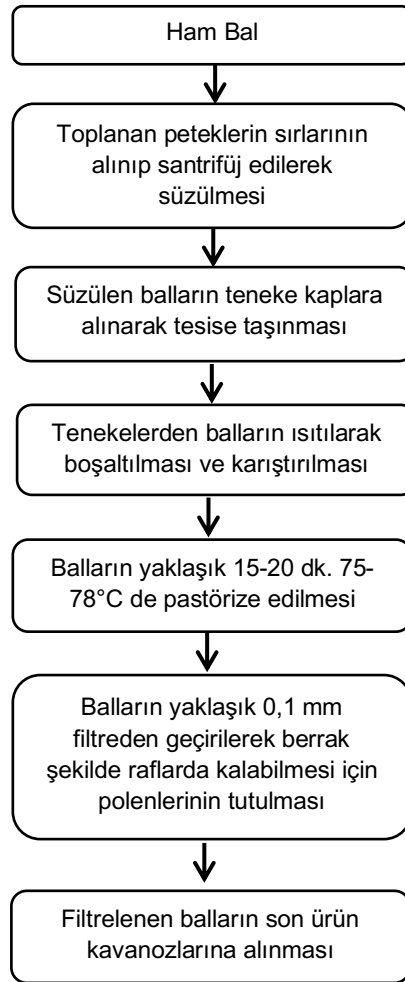 Ham Bal
Toplanan peteklerin sırlarının
alınıp santrifüj edilerek
süzülmesi
Süzülen balların teneke kaplara
alınarak tesise taşınması
Tenekelerden balların ısıtılarak
boşaltılması ve karıştırılması
Balların yaklaşık 15-20 dk. 75-
78°C de pastörize edilmesi
Balların yaklaşık 0,1 mm
filtreden geçirilerek berrak
şekilde raflarda kalabilmesi için
polenlerinin tutulması
Filtrelenen balların son ürün
kavanozlarına alınması